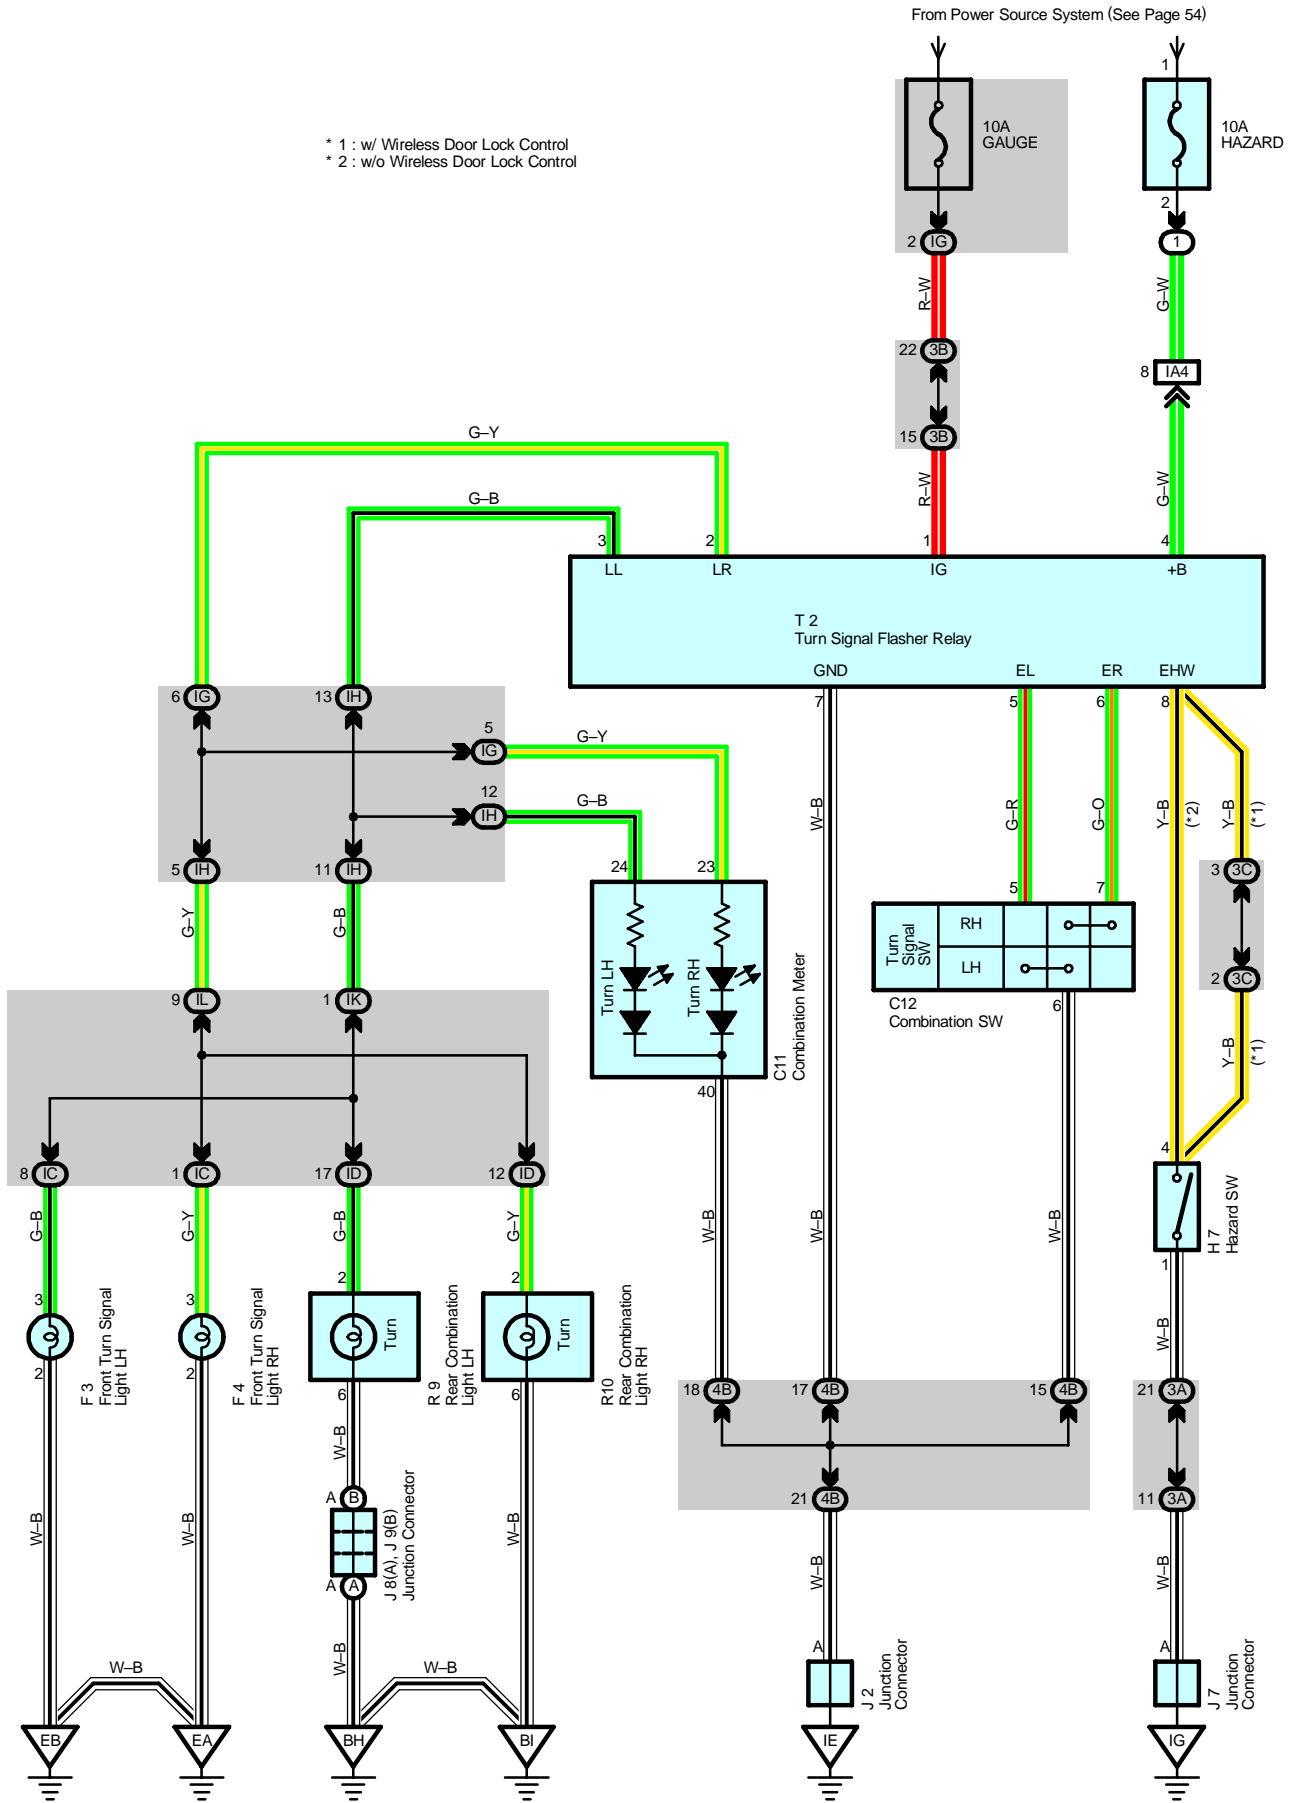 From Power Source System (See Page 54)
1
10A
GAUGE
10A
HAZARD
* 1 : w/ Wireless Door Lock Control
* 2 : w/o Wireless Door Lock Control
2
2 IG
1
R–W
G–W
22 3B
8 IA4
15 3B
G–Y
R–W
G–W
G–B
3
2
1
4
LL
LR
IG
+B
T 2
Turn Signal Flasher Relay
GND
EL
ER
EHW
7
5
6
8
6 IG
13 IH
5
IG
G–Y
12
IH
G–B
W–B
G–R
G–O
Y–B
(*2)
Y–B
(*1)
5 IH
11 IH
24
23
5
7
3 3C
G–Y
G–B
Turn LH
Turn RH
C11
Combination Meter
Turn
Signal
SW
RH
LH
2 3C
9 IL
1 IK
C12
Combination SW
6
Y–B
(*1)
40
4
8 IC
1 IC
17 ID
12 ID
G–B
G–Y
G–B
G–Y
W–B
W–B
W–B
H 7
Hazard SW
1
3
3
2
2
F 3
Front Turn Signal
Light LH
F 4
Front Turn Signal
Light RH
Turn
R 9
Rear Combination
Light LH
Turn
R10
Rear Combination
Light RH
W–B
2
2
6
6
18 4B
17 4B
15 4B
21 3A
W–B
A B
21 4B
11 3A
W–B
W–B
J 8(A), J 9(B)
Junction Connector
W–B
W–B
W–B
A A
W–B
W–B
W–B
A
J 2
Junction
Connector
A
J 7
Junction
Connector
EB
EA
BH
BI
IE
IG